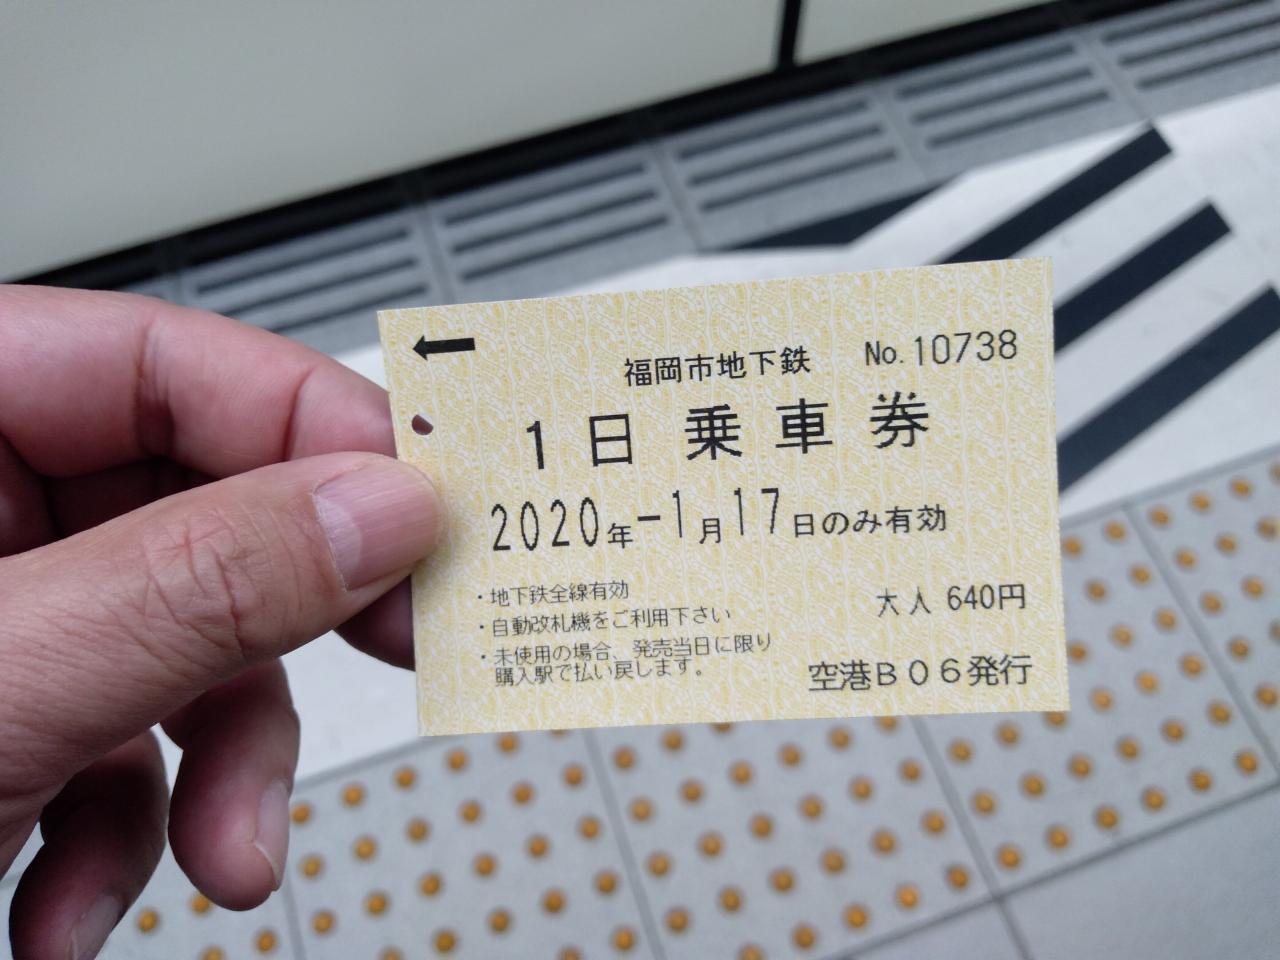 福岡市地下鉄 No.10738
1日乗車券
2020年-1月17日のみ有効
・地下鉄全線有効
大人 640円
・自動改札機をご利用下さい
・未使用の場合、発売当日に限り
購入駅で払い戻します。
空港B06発行